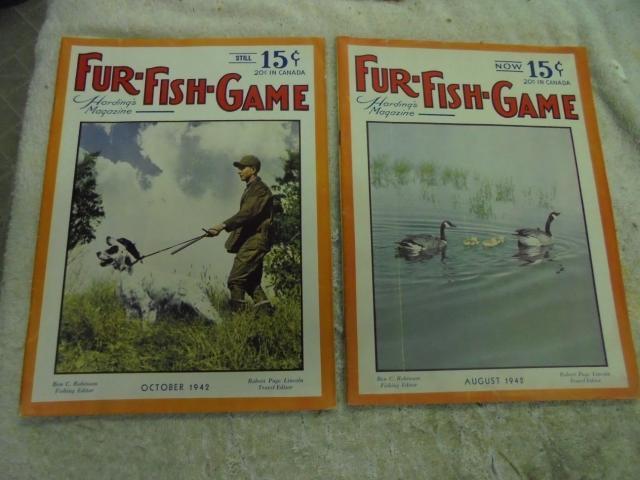 STILL 15¢
20¢ IN CANADA
FUR-FISH-GAME
Harding's
Magazine
Ben C. Robinson
Fishing Editor
OCTOBER 1942
Robert Page Lincoln
Travel Editor
NOW 15¢
20¢ IN CANADA
FUR-FISH-GAME
Harding's
Magazine
Ben C. Robinson
Fishing Editor
AUGUST
Robert Page Lincoln
Travel Editor